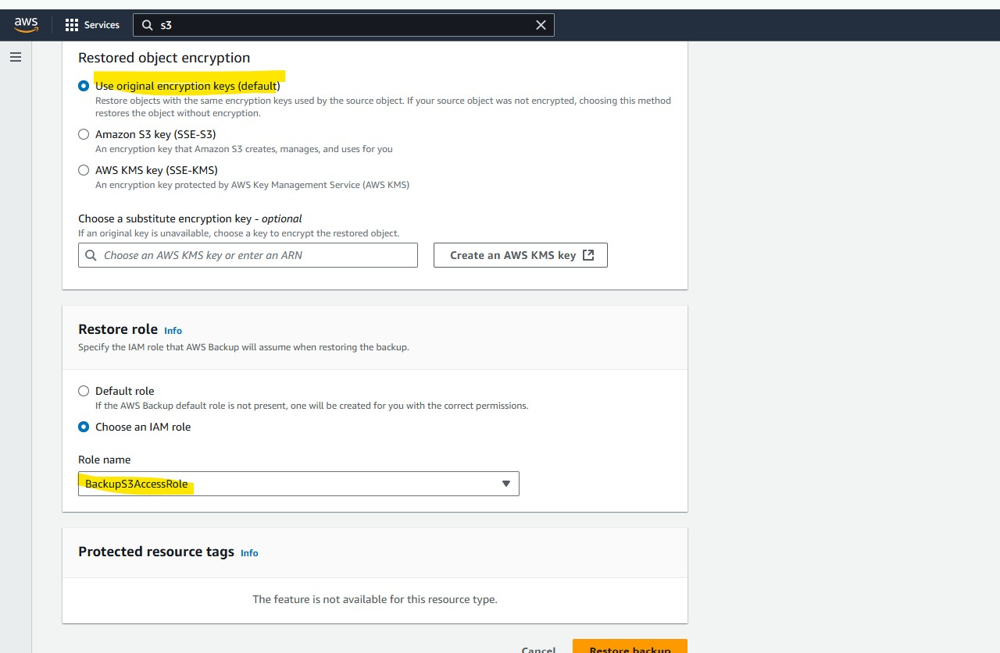 aws
Services
s3
Restored object encryption
Use original encryption keys (default)
Restore objects with the same encryption keys used by the source object. If your source object was not encrypted, choosing this method
restores the object without encryption.
Amazon S3 key (SSE-S3)
An encryption key that Amazon S3 creates, manages, and uses for you
AWS KMS key (SSE-KMS)
An encryption key protected by AWS Key Management Service (AWS KMS)
Choose a substitute encryption key - optional
If an original key is unavailable, choose a key to encrypt the restored object.
Choose an AWS KMS key or enter an ARN
Create an AWS KMS key
Restore role Info
Specify the IAM role that AWS Backup will assume when restoring the backup.
Default role
If the AWS Backup default role is not present, one will be created for you with the correct permissions.
Choose an IAM role
Role name
BackupS3AccessRole
Protected resource tags Info
The feature is not available for this resource type.
Cancel
Restore backup